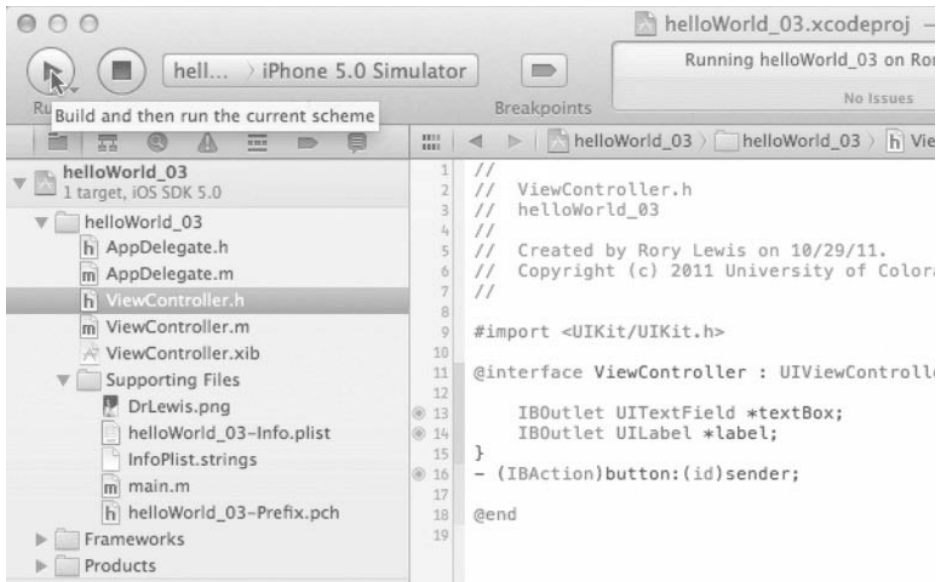 helloWorld_03.xcodeproj —
hell... › iPhone 5.0 Simulator
Running helloWorld_03 on
No Issues
Breakpoints
Build and then run the current scheme
helloWorld_03 › helloWorld_03 › h
helloWorld_03
1 target, iOS SDK 5.0
helloWorld_03
h AppDelegate.h
m AppDelegate.m
h ViewController.h
m ViewController.m
ViewController.xib
Supporting Files
DrLewis.png
helloWorld_03-Info.plist
InfoPlist.strings
m main.m
h helloWorld_03-Prefix.pch
Frameworks
Products
1 //
2 // ViewController.h
3 // helloWorld_03
4 //
5 // Created by Rory Lewis on 10/29/11.
6 // Copyright (c) 2011 University of
7 //
8
9 #import <UIKit/UIKit.h>
10
11 @interface ViewController :
12
13 IBOutlet UITextField *textBox;
14 IBOutlet UILabel *label;
15 }
16 - (IBAction)button:(id)sender;
17
18 @end
19